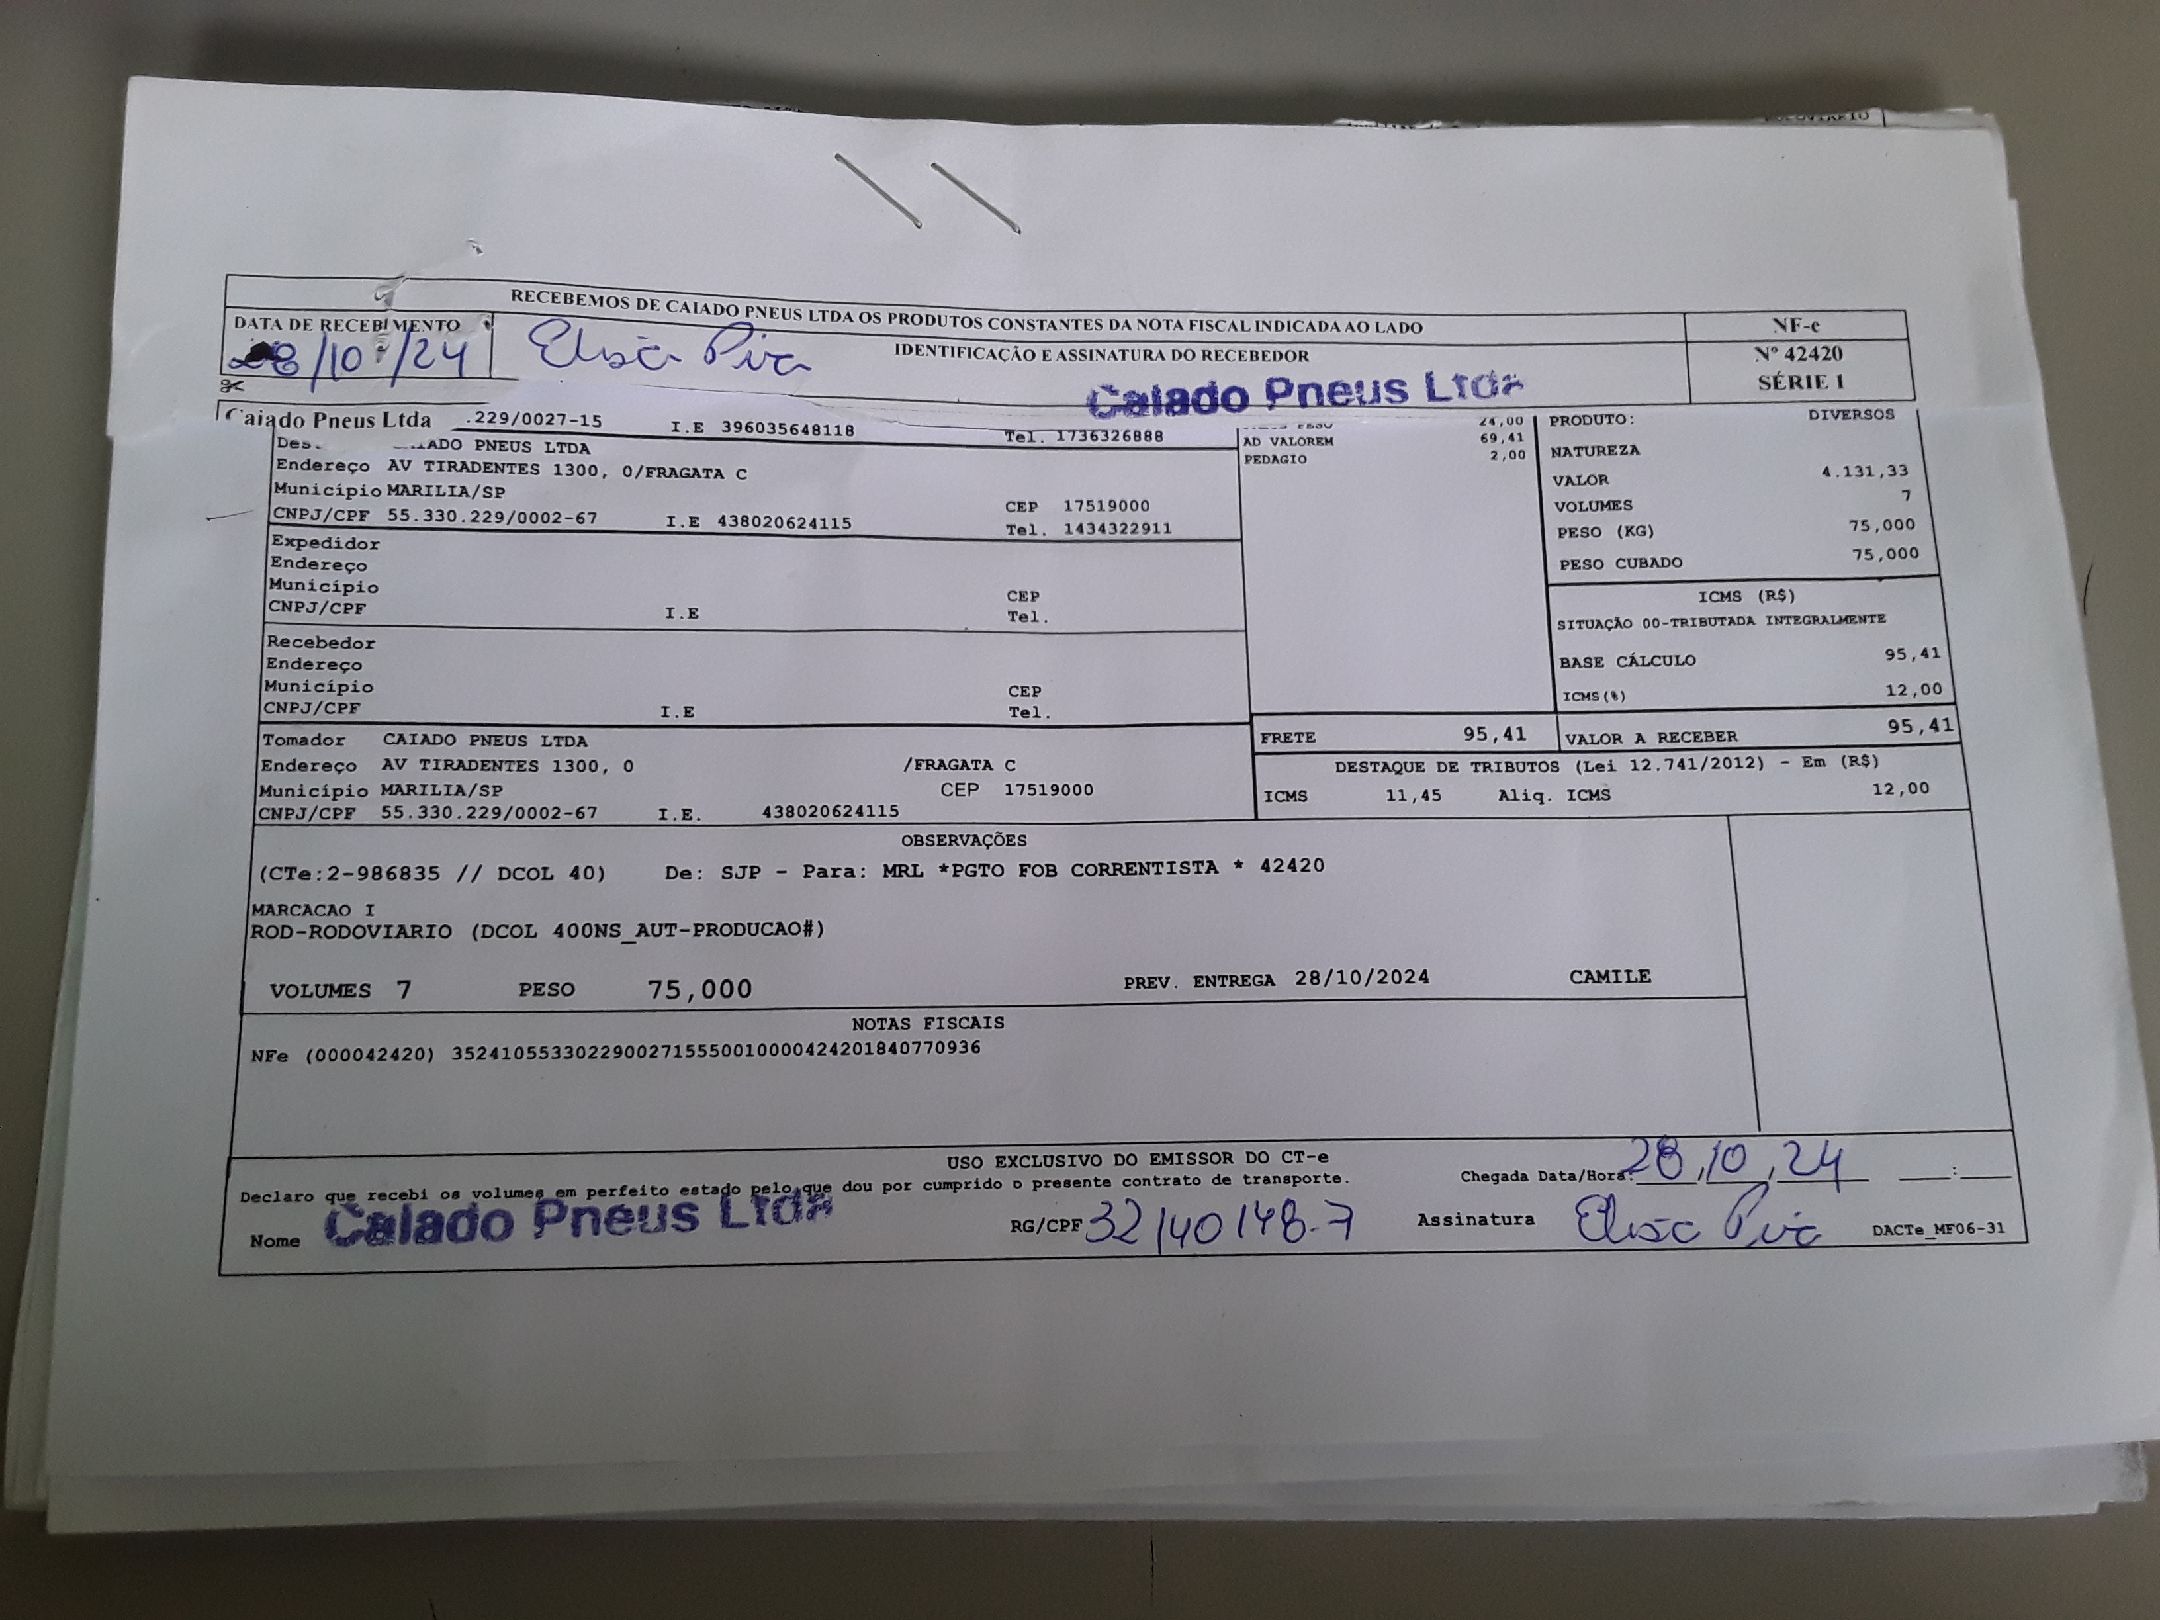 RECEBEMOS DE CAIADO PNEUS LTDA OS PRODUTOS CONSTANTES DA NOTA FISCAL INDICADA AO LADO
NF-e
DATA DE RECEBIMENTO
IDENTIFICAÇÃO E ASSINATURA DO RECEBEDOR
Nº 42420
SÉRIE 1
28/10/24
Elisa Piva
Caiado Pneus Ltda
Caiado Pneus Ltda .229/0027-15 I.E 396035648118 Tel. 1736326888
24,00
AD VALOREM 69,41
PEDAGIO 2,00
PRODUTO: DIVERSOS
NATUREZA
VALOR 4.131,33
VOLUMES 7
PESO (KG) 75,000
PESO CUBADO 75,000
Des. IADO PNEUS LTDA
Endereço AV TIRADENTES 1300, 0/FRAGATA C
Município MARILIA/SP CEP 17519000
CNPJ/CPF 55.330.229/0002-67 I.E 438020624115 Tel. 1434322911
Expedidor
Endereço
Município CEP
CNPJ/CPF I.E Tel.
ICMS (R$)
SITUAÇÃO 00-TRIBUTADA INTEGRALMENTE
BASE CÁLCULO 95,41
ICMS(%) 12,00
Recebedor
Endereço
Município CEP
CNPJ/CPF I.E Tel.
FRETE 95,41 VALOR A RECEBER 95,41
Tomador CAIADO PNEUS LTDA
Endereço AV TIRADENTES 1300, 0 /FRAGATA C
Município MARILIA/SP CEP 17519000
CNPJ/CPF 55.330.229/0002-67 I.E. 438020624115
DESTAQUE DE TRIBUTOS (Lei 12.741/2012) - Em (R$)
ICMS 11,45 Aliq. ICMS 12,00
OBSERVAÇÕES
(CTe:2-986835 // DCOL 40) De: SJP - Para: MRL *PGTO FOB CORRENTISTA * 42420
MARCACAO I
ROD-RODOVIARIO (DCOL 400NS_AUT-PRODUCAO#)
VOLUMES 7 PESO 75,000 PREV. ENTREGA 28/10/2024 CAMILE
NOTAS FISCAIS
NFe (000042420) 35241055330229002715550010000424201840770936
USO EXCLUSIVO DO EMISSOR DO CT-e
Declaro que recebi os volumes em perfeito estado pelo que dou por cumprido o presente contrato de transporte.
Chegada Data/Hora: 28,10,24 :
Nome Caiado Pneus Ltda RG/CPF 32140148-7 Assinatura Elisa Piva DACTe_MF06-31